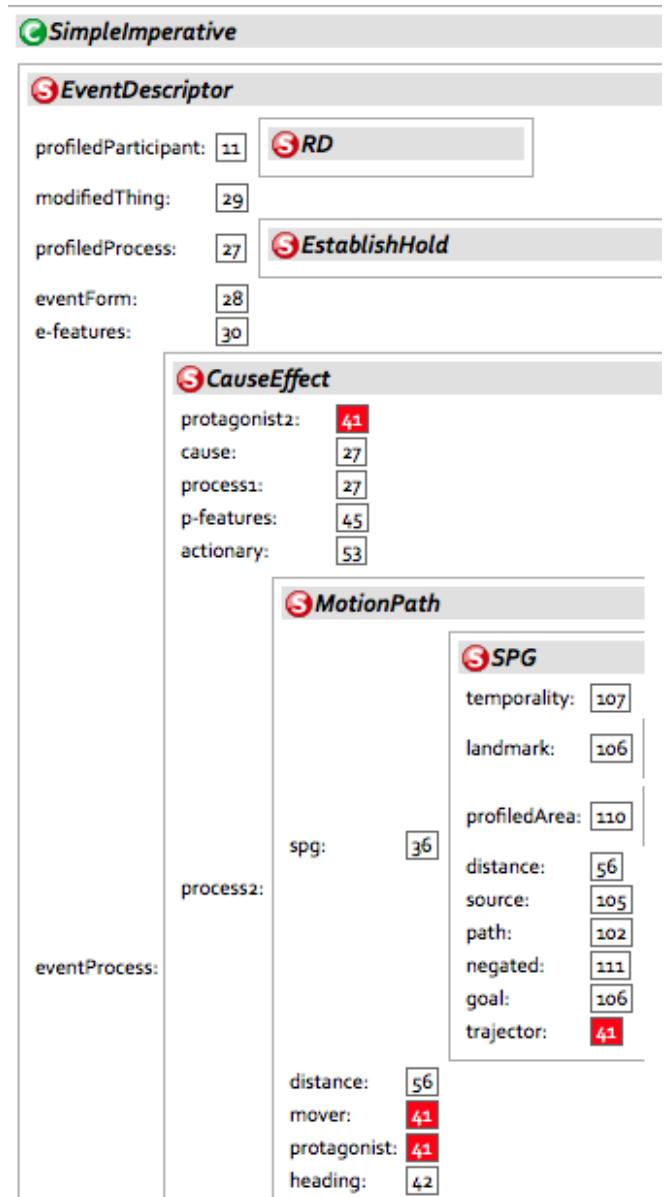 C SimpleImperative
S EventDescriptor
profiledParticipant: 11 S RD
modifiedThing: 29
profiledProcess: 27 S EstablishHold
eventForm: 28
e-features: 30
S CauseEffect
protagonist2: 41
cause: 27
process1: 27
p-features: 45
actionary: 53
S MotionPath
S SPG
temporality: 107
landmark: 106
profiledArea: 110
spg: 36
distance: 56
process2:
source: 105
path: 102
eventProcess:
negated: 111
goal: 106
trajector: 41
distance: 56
mover: 41
protagonist: 41
heading: 42